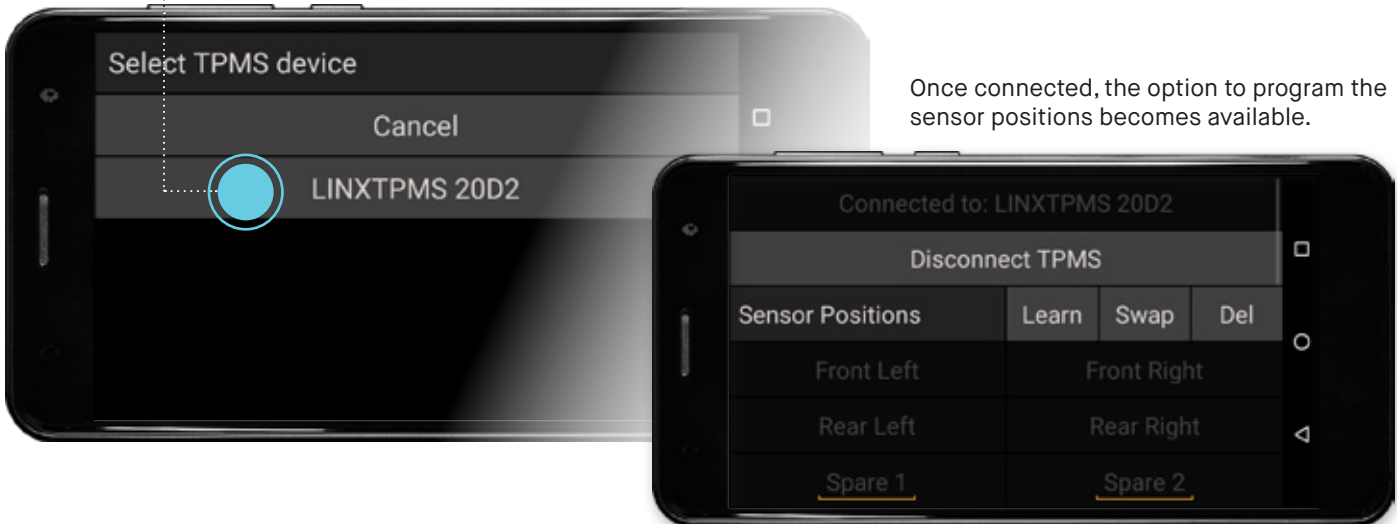 Select TPMS device
Cancel
LINXTPMS 20D2
Once connected, the option to program the
sensor positions becomes available.
Connected to: LINXTPMS 20D2
Disconnect TPMS
Sensor Positions Learn Swap Del
Front Left Front Right
Rear Left Rear Right
Spare 1 Spare 2